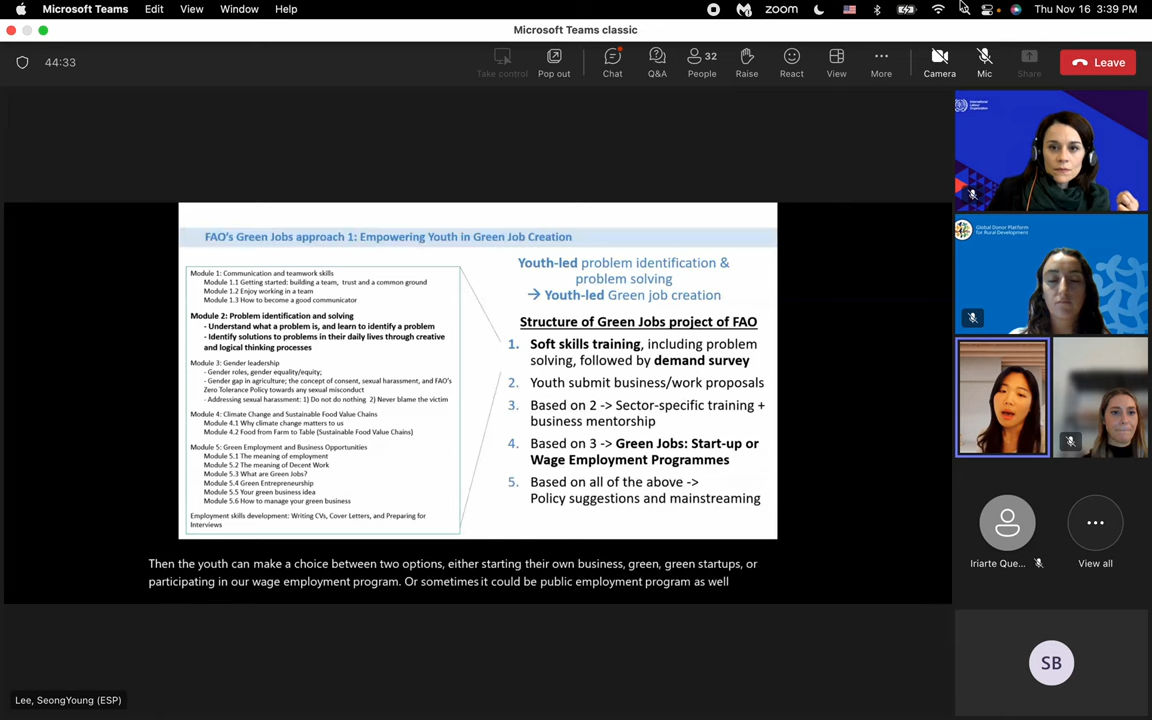 Microsoft Teams Edit View Window Help zoom Thu Nov 16 3:39 PM
Microsoft Teams classic
44:33
Take control Pop out Chat Q&A 32 People Raise React View More Camera Mic Share Leave
International
Labour
Organization
Global Donor Platform
for Rural Development
FAO's Green Jobs approach 1: Empowering Youth in Green Job Creation
Module 1: Communication and teamwork skills
Module 1.1 Getting started: building a team, trust and a common ground
Module 1.2 Enjoy working in a team
Module 1.3 How to become a good communicator
Module 2: Problem identification and solving
- Understand what a problem is, and learn to identify a problem
- Identify solutions to problems in their daily lives through creative
and logical thinking processes
Module 3: Gender leadership
- Gender roles, gender equality/equity;
- Gender gap in agriculture; the concept of consent, sexual harassment, and FAO's
Zero Tolerance Policy towards any sexual misconduct
- Addressing sexual harassment: 1) Do not do nothing 2) Never blame the victim
Module 4: Climate Change and Sustainable Food Value Chains
Module 4.1 Why climate change matters to us
Module 4.2 Food from Farm to Table (Sustainable Food Value Chains)
Module 5: Green Employment and Business Opportunities
Module 5.1 The meaning of employment
Module 5.2 The meaning of Decent Work
Module 5.3 What are Green Jobs?
Module 5.4 Green Entrepreneurship
Module 5.5 Your green business idea
Module 5.6 How to manage your green business
Employment skills development: Writing CVs, Cover Letters, and Preparing for
Interviews
Youth-led problem identification &
problem solving
→ Youth-led Green job creation
Structure of Green Jobs project of FAO
1. Soft skills training, including problem
solving, followed by demand survey
2. Youth submit business/work proposals
3. Based on 2 -> Sector-specific training +
business mentorship
4. Based on 3 -> Green Jobs: Start-up or
Wage Employment Programmes
5. Based on all of the above ->
Policy suggestions and mainstreaming
Then the youth can make a choice between two options, either starting their own business, green, green startups, or
participating in our wage employment program. Or sometimes it could be public employment program as well
Iriarte Que...
View all
SB
Lee, SeongYoung (ESP)